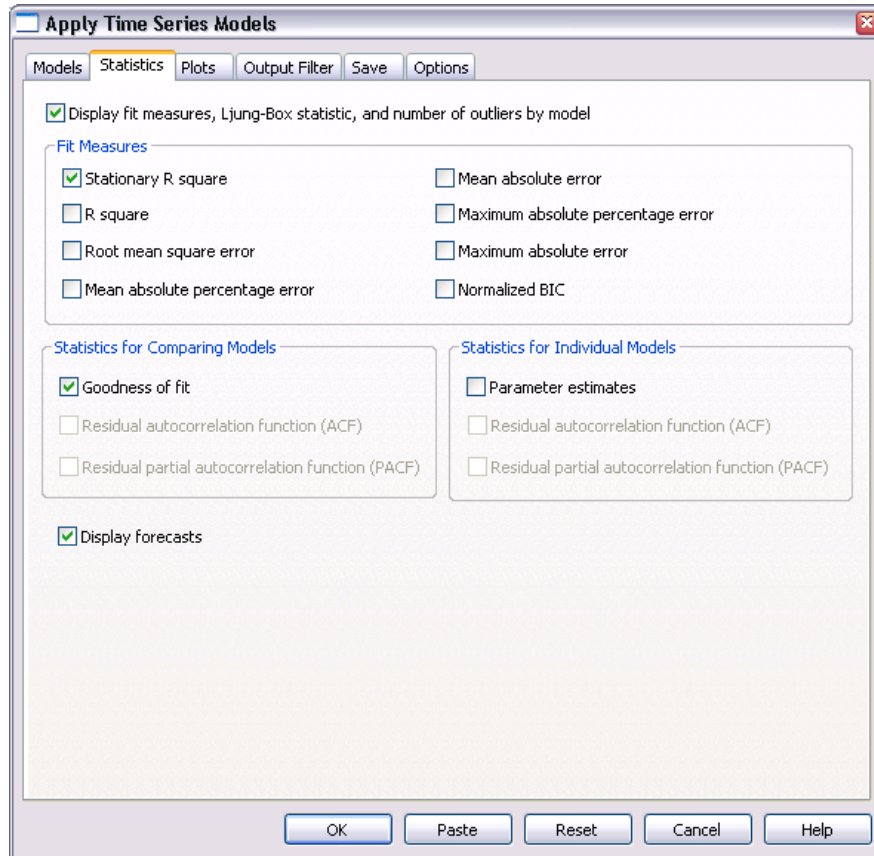 Apply Time Series Models
Models Statistics Plots Output Filter Save Options
Display fit measures, Ljung-Box statistic, and number of outliers by model
Fit Measures
Stationary R square
Mean absolute error
R square
Maximum absolute percentage error
Root mean square error
Maximum absolute error
Mean absolute percentage error
Normalized BIC
Statistics for Comparing Models
Goodness of fit
Residual autocorrelation function (ACF)
Residual partial autocorrelation function (PACF)
Statistics for Individual Models
Parameter estimates
Residual autocorrelation function (ACF)
Residual partial autocorrelation function (PACF)
Display forecasts
OK Paste Reset Cancel Help